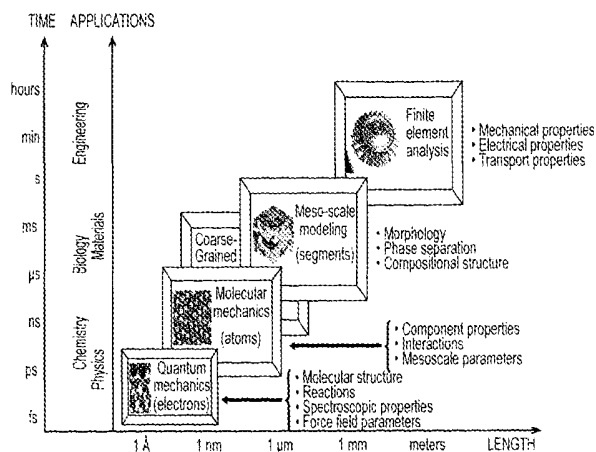 TIME APPLICATIONS
hours
min
s
ms
μs
ns
ps
fs
Engineering
Biology
Materials
Chemistry
Physics
Finite
element
analysis
• Mechanical properties
• Electrical properties
• Transport properties
Meso-scale
modeling
(segments)
• Morphology
• Phase separation
• Compositional structure
Coarse-
Grained
Molecular
mechanics
(atoms)
• Component properties
• Interactions
• Mesoscale parameters
Quantum
mechanics
(electrons)
• Molecular structure
• Reactions
• Spectroscopic properties
• Force field parameters
1 Å 1 nm 1 μm 1 mm meters LENGTH